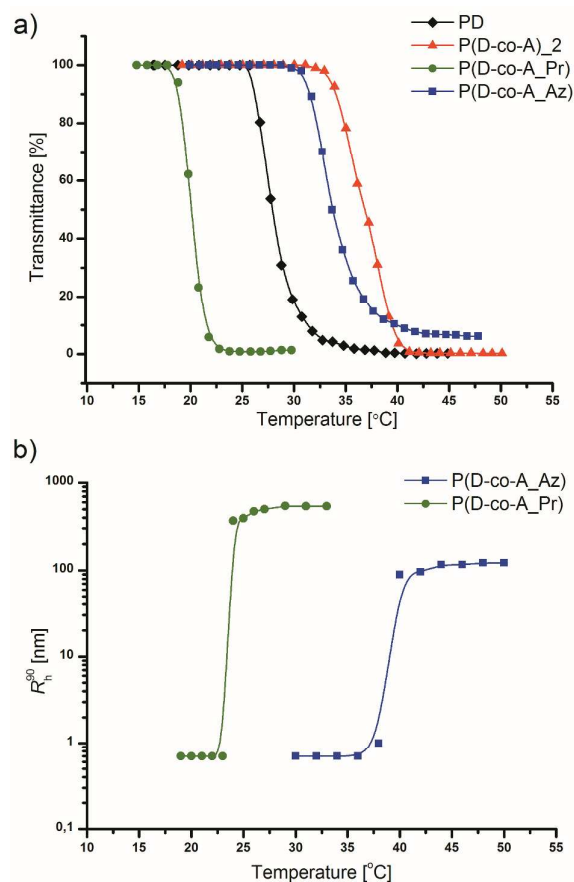 a)
PD
P(D-co-A)_2
P(D-co-A_Pr)
P(D-co-A_Az)
Transmittance [%]
100
80
60
40
20
0
10 15 20 25 30 35 40 45 50 55
Temperature [°C]
b)
P(D-co-A_Az)
P(D-co-A_Pr)
R_h^90 [nm]
1000
100
10
1
0,1
10 15 20 25 30 35 40 45 50 55
Temperature [°C]